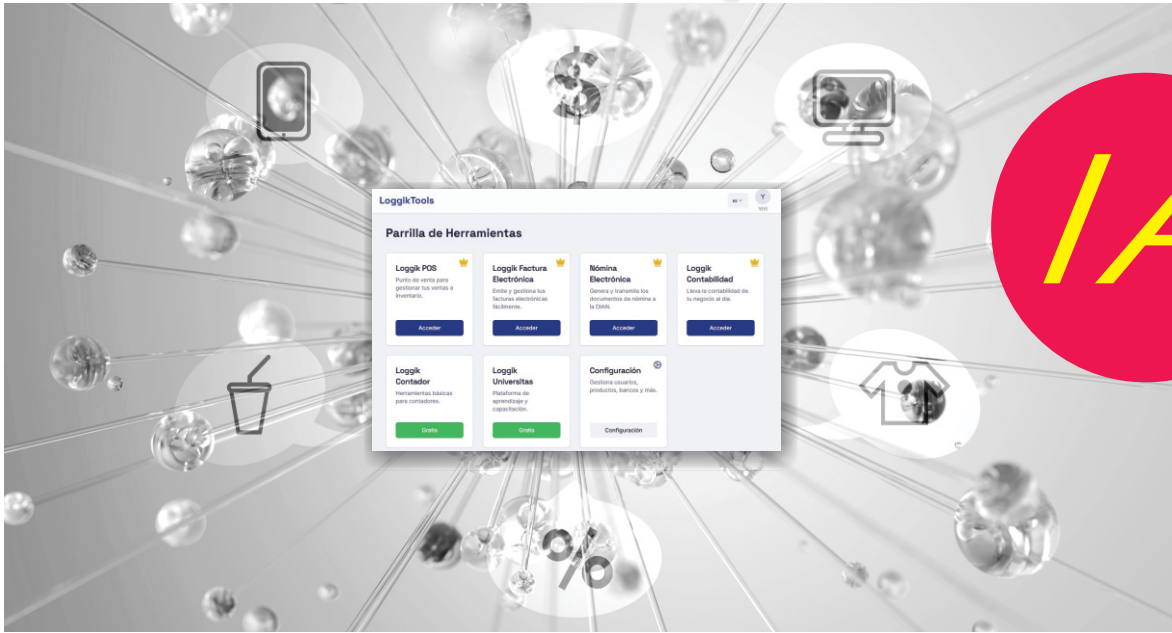 $
IA
LoggikTools
Y
Parrilla de Herramientas
Loggik POS
Punto de venta para
gestionar tus ventas e
inventario.
Acceder
Loggik Factura
Electrónica
Emite y gestiona tus
facturas electrónicas
fácilmente.
Acceder
Nómina
Electrónica
Genera y transmite los
documentos de nómina a
la DIAN.
Acceder
Loggik
Contabilidad
Lleva la contabilidad de
tu negocio al día.
Acceder
Loggik
Contador
Herramientas básicas
para contadores.
Gratis
Loggik
Universitas
Plataforma de
aprendizaje y
capacitación.
Gratis
Configuración
Gestiona usuarios,
productos, bancos y más.
Configuración
%